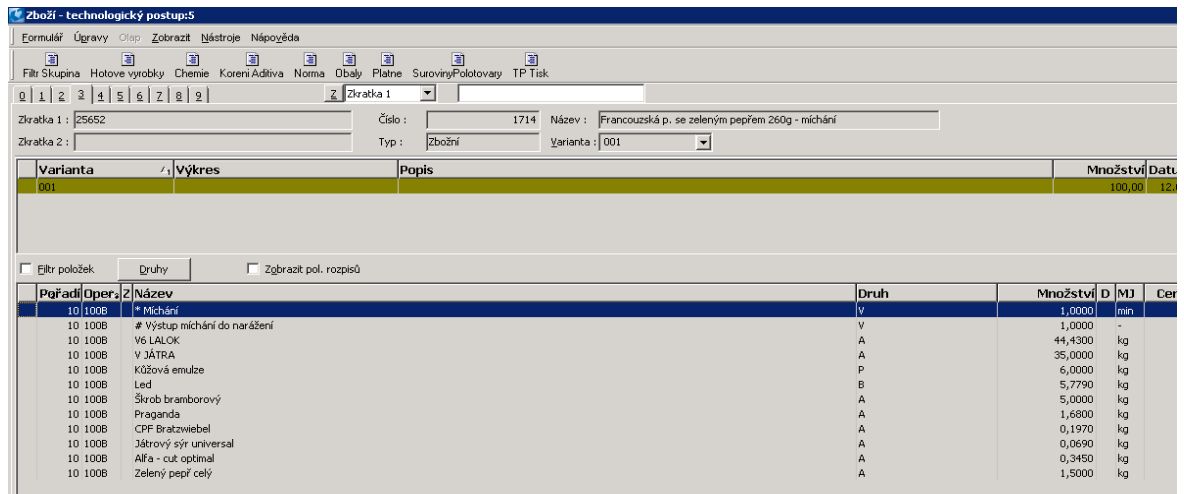 Zboží - technologický postup:5
Formulář Úpravy Olap Zobrazit Nástroje Nápověda
Filtr Skupina Hotove vyrobky Chemie Koreni Aditiva Norma Obaly Platne SurovinyPolotovary TP Tisk
0 1 2 3 4 5 6 7 8 9 Z Zkratka 1
Zkratka 1 : 25652 Číslo : 1714 Název : Francouzská p. se zeleným pepřem 260g - míchání
Zkratka 2 : Typ : Zbožní Varianta : 001
Varianta /1 Výkres Popis Množství Datu
001 100,00 12.
Filtr položek Druhy Zobrazit pol. rozpisů
Pořadí Oper Z Název Druh Množství D MJ Cer
10 100B * Míchání V 1,0000 min
10 100B # Výstup míchání do narážení V 1,0000 -
10 100B V6 LALOK A 44,4300 kg
10 100B V JÁTRA A 35,0000 kg
10 100B Kůžová emulze P 6,0000 kg
10 100B Led B 5,7790 kg
10 100B Škrob bramborový A 5,0000 kg
10 100B Praganda A 1,6800 kg
10 100B CPF Bratzwiebel A 0,1970 kg
10 100B Játrový sýr universal A 0,0690 kg
10 100B Alfa - cut optimal A 0,3450 kg
10 100B Zelený pepř celý A 1,5000 kg